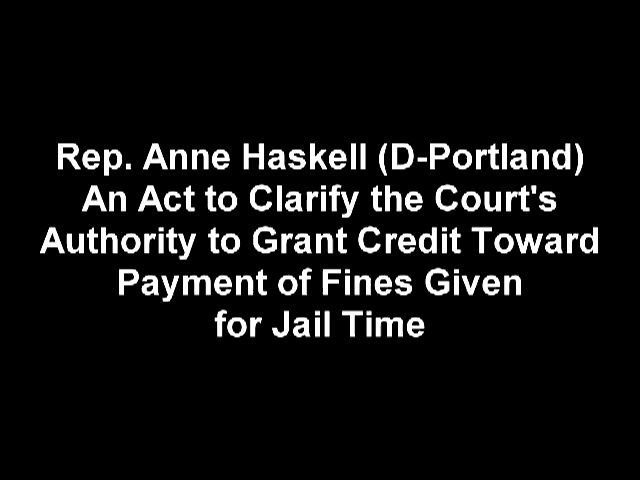 Rep. Anne Haskell (D-Portland)
An Act to Clarify the Court's
Authority to Grant Credit Toward
Payment of Fines Given
for Jail Time